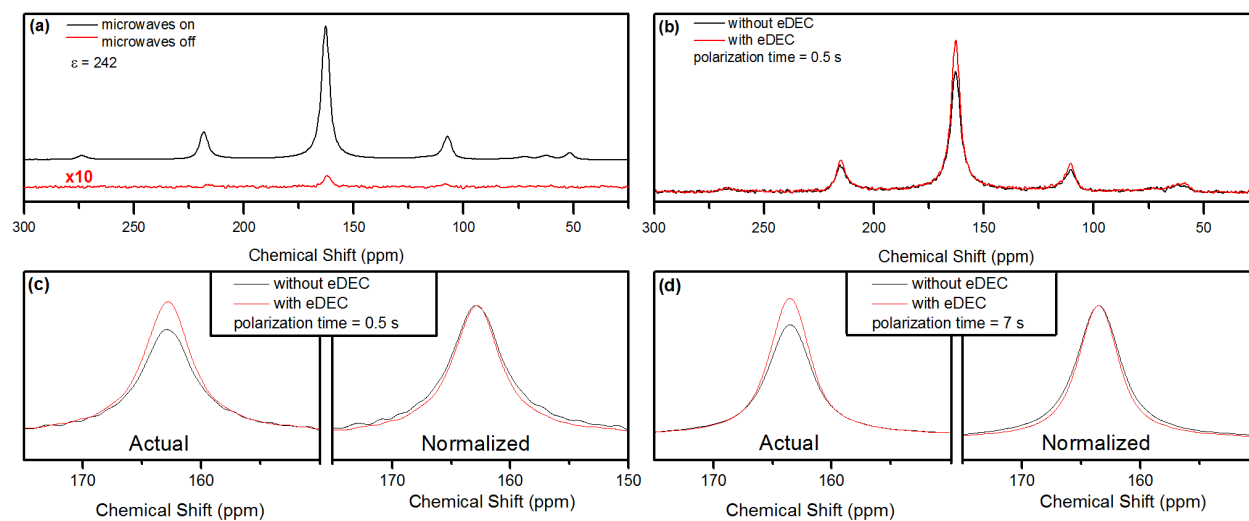 (a)
microwaves on
microwaves off
ε = 242
x10
300 250 200 150 100 50
Chemical Shift (ppm)
(b)
without eDEC
with eDEC
polarization time = 0.5 s
300 250 200 150 100 50
Chemical Shift (ppm)
(c)
without eDEC
with eDEC
polarization time = 0.5 s
Actual
Normalized
170 160
170 160 150
Chemical Shift (ppm)
Chemical Shift (ppm)
(d)
without eDEC
with eDEC
polarization time = 7 s
Actual
Normalized
170 160
170 160
Chemical Shift (ppm)
Chemical Shift (ppm)